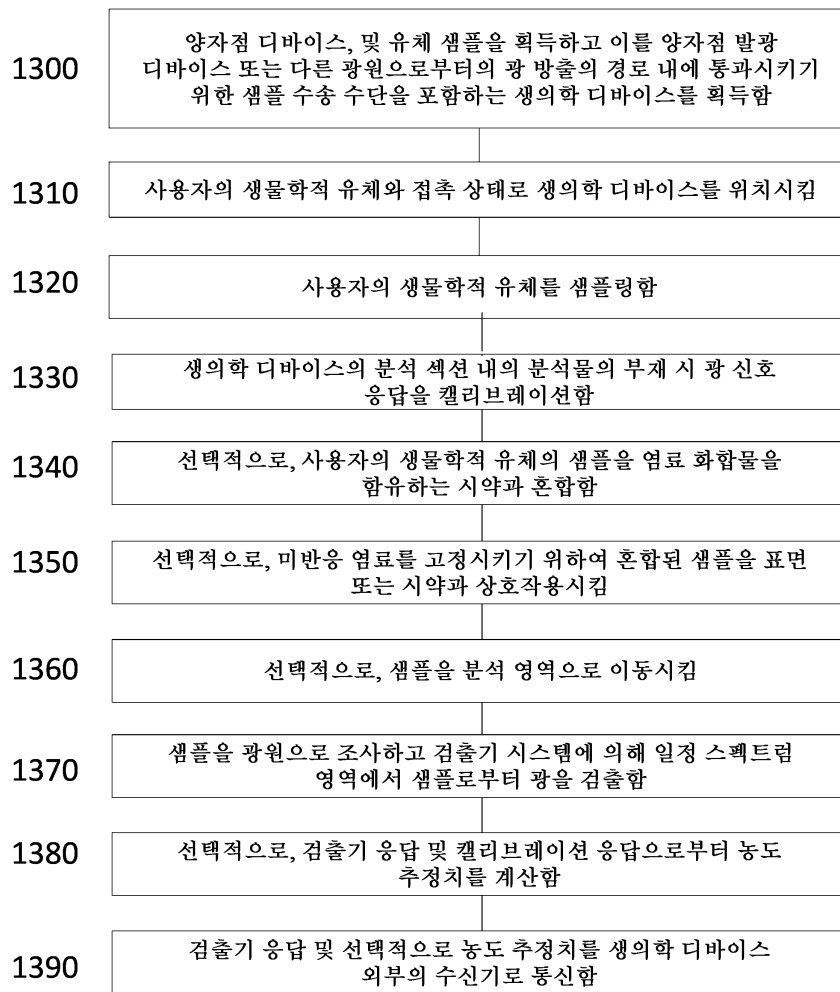 1300
양자점 디바이스, 및 유체 샘플을 획득하고 이를 양자점 발광
디바이스 또는 다른 광원으로부터의 광 방출의 경로 내에 통과시키기
위한 샘플 수송 수단을 포함하는 생의학 디바이스를 획득함
1310
사용자의 생물학적 유체와 접촉 상태로 생의학 디바이스를 위치시킴
1320
사용자의 생물학적 유체를 샘플링함
1330
생의학 디바이스의 분석 섹션 내의 분석물의 부재 시 광 신호
응답을 캘리브레이션함
1340
선택적으로, 사용자의 생물학적 유체의 샘플을 염료 화합물을
함유하는 시약과 혼합함
1350
선택적으로, 미반응 염료를 고정시키기 위하여 혼합된 샘플을 표면
또는 시약과 상호작용시킴
1360
선택적으로, 샘플을 분석 영역으로 이동시킴
1370
샘플을 광원으로 조사하고 검출기 시스템에 의해 일정 스펙트럼
영역에서 샘플로부터 광을 검출함
1380
선택적으로, 검출기 응답 및 캘리브레이션 응답으로부터 농도
추정치를 계산함
1390
검출기 응답 및 선택적으로 농도 추정치를 생의학 디바이스
외부의 수신기로 통신함